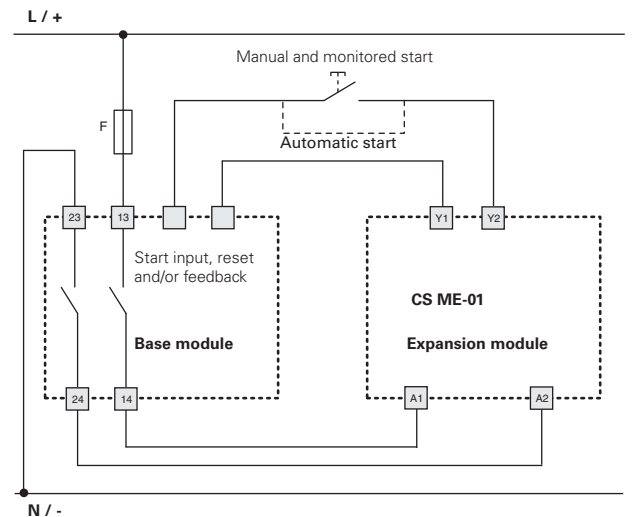 L / +
Manual and monitored start
F
Automatic start
23
13
Y1
Y2
Start input, reset
and/or feedback
CS ME-01
Base module
Expansion module
24
14
A1
A2
N / -